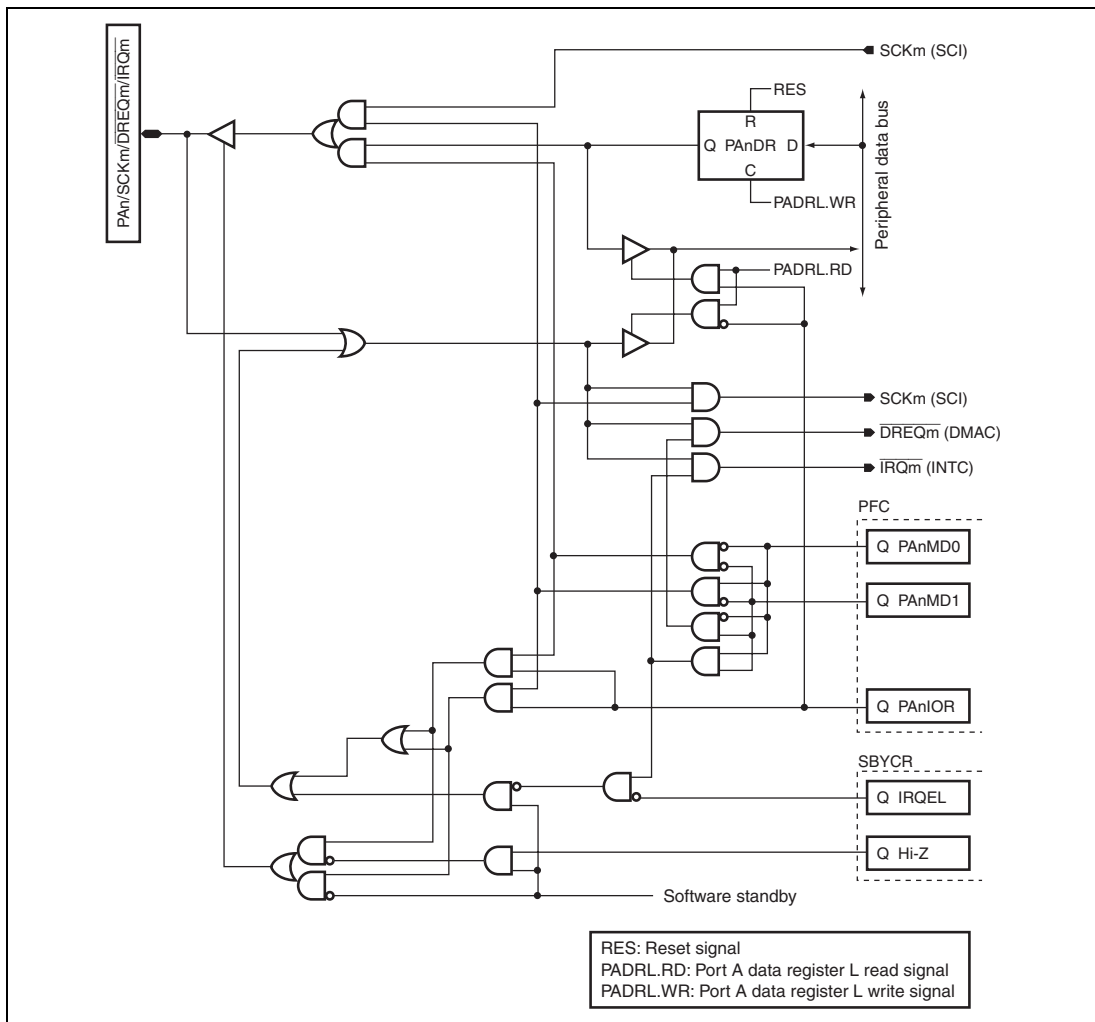 PAn/SCKm/DREQm/IRQm
SCKm (SCI)
RES
R
Q PAnDR D
C
PADRL.WR
Peripheral data bus
PADRL.RD
SCKm (SCI)
DREQm (DMAC)
IRQm (INTC)
PFC
Q PAnMD0
Q PAnMD1
Q PAnIOR
SBYCR
Q IRQEL
Q Hi-Z
Software standby
RES: Reset signal
PADRL.RD: Port A data register L read signal
PADRL.WR: Port A data register L write signal